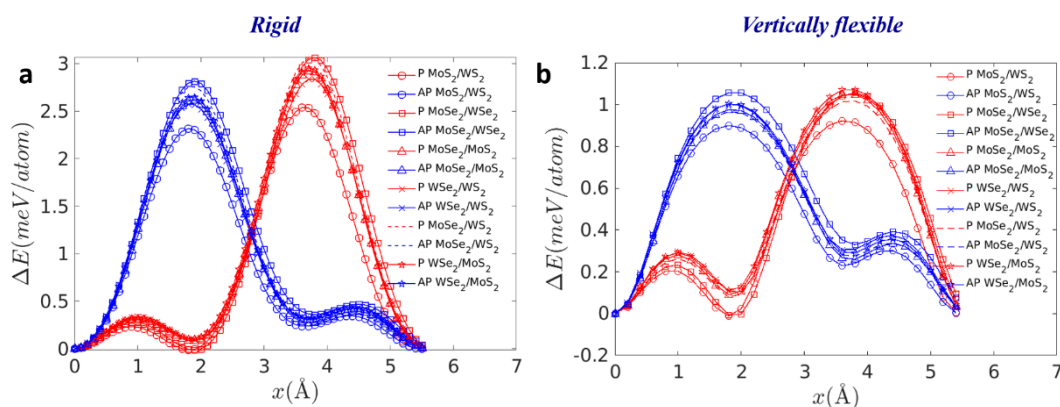 Rigid
Vertically flexible
a
ΔE(meV/atom)
3
2.5
2
1.5
1
0.5
0
0 1 2 3 4 5 6 7
x(Å)
P MoS2/WS2
AP MoS2/WS2
P MoSe2/WSe2
AP MoSe2/WSe2
P MoSe2/MoS2
AP MoSe2/MoS2
P WSe2/WS2
AP WSe2/WS2
P MoSe2/WS2
AP MoSe2/WS2
P WSe2/MoS2
AP WSe2/MoS2
b
ΔE(meV/atom)
1.2
1
0.8
0.6
0.4
0.2
0
-0.2
0 1 2 3 4 5 6 7
x(Å)
P MoS2/WS2
AP MoS2/WS2
P MoSe2/WSe2
AP MoSe2/WSe2
P MoSe2/MoS2
AP MoSe2/MoS2
P WSe2/WS2
AP WSe2/WS2
P MoSe2/WS2
AP MoSe2/WS2
P WSe2/MoS2
AP WSe2/MoS2